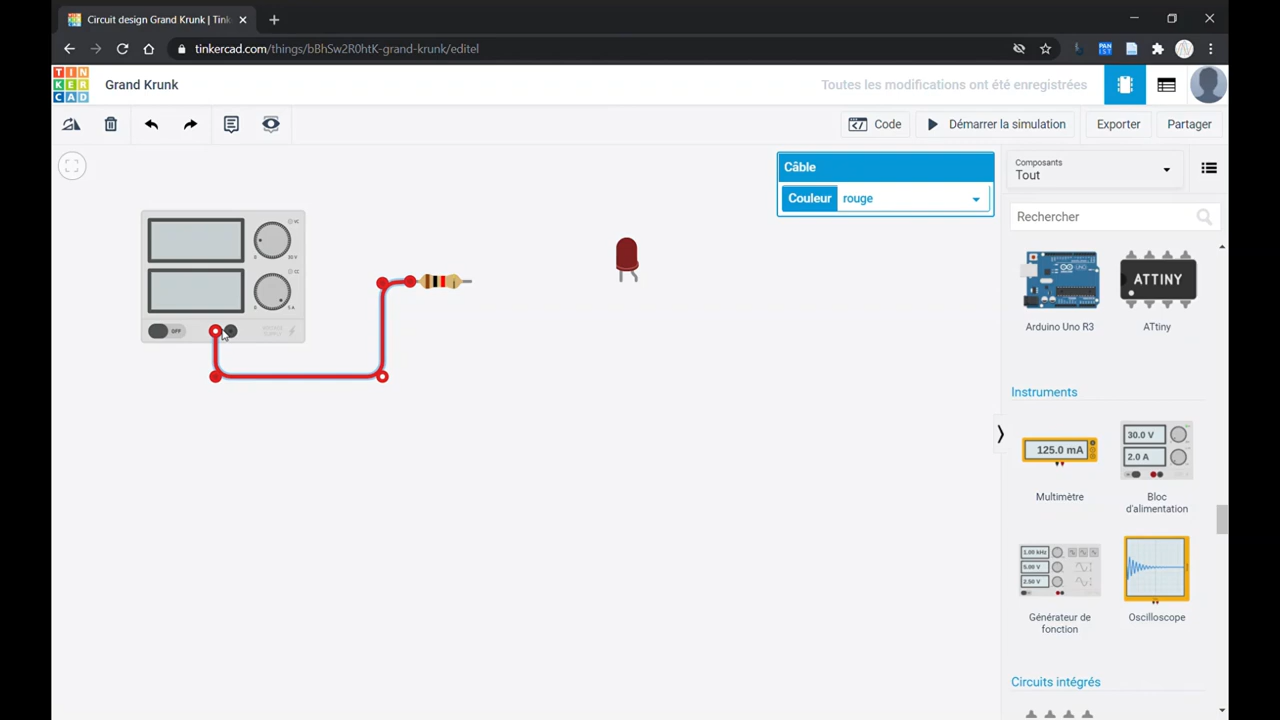 Circuit design Grand Krunk | Tink
tinkercad.com/things/bBhSw2R0htK-grand-krunk/editel
TIN
KER
CAD
Grand Krunk
Toutes les modifications ont été enregistrées
Code
Démarrer la simulation
Exporter
Partager
Câble
Couleur
rouge
Composants
Tout
Rechercher
OFF
ATTINY
Arduino Uno R3
ATtiny
Instruments
125.0 mA
30.0 V
2.0 A
Multimètre
Bloc
d'alimentation
1.00 kHz
5.00 V
2.50 V
Générateur de
fonction
Oscilloscope
Circuits intégrés